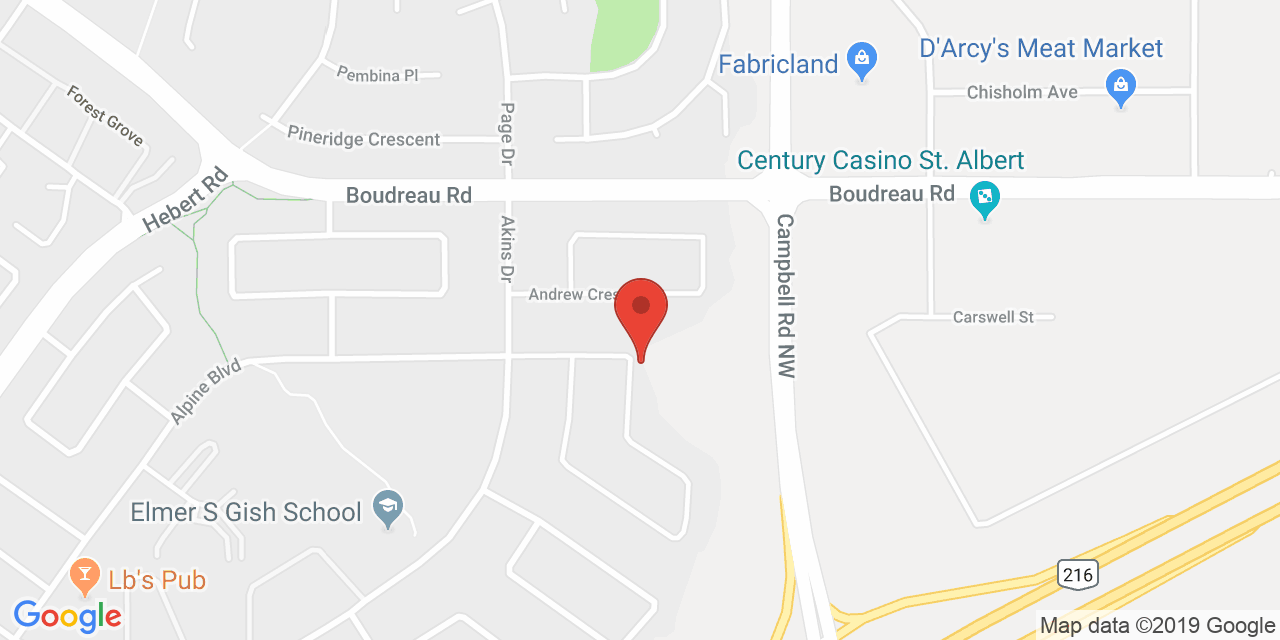 D'Arcy's Meat Market
Fabricland
Pembina Pl
Chisholm Ave
Forest Grove
Page Dr
Pineridge Crescent
Century Casino St. Albert
Hebert Rd
Boudreau Rd
Boudreau Rd
Akins Dr
Campbell Rd NW
Andrew Cres
Carswell St
Alpine Blvd
Elmer S Gish School
Lb's Pub
216
Google
Map data ©2019 Google